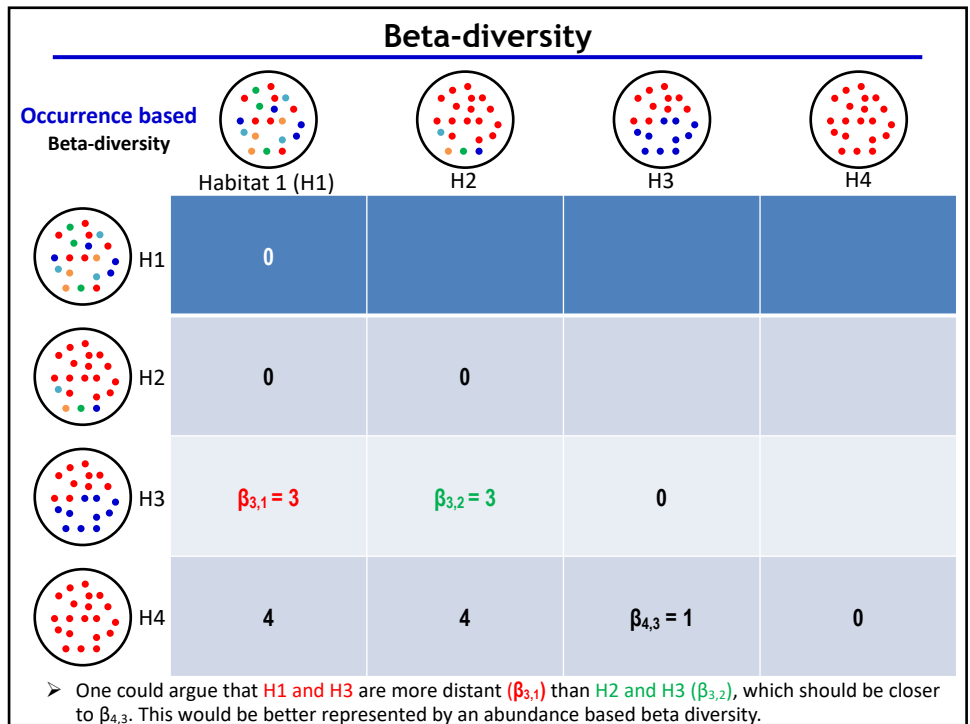 Beta-diversity
Occurrence based
Beta-diversity
Habitat 1 (H1)
H2
H3
H4
H1
0
H2
0
0
H3
β3,1 = 3
β3,2 = 3
0
H4
4
4
β4,3 = 1
0
➢ One could argue that H1 and H3 are more distant (β3,1) than H2 and H3 (β3,2), which should be closer
to β4,3. This would be better represented by an abundance based beta diversity.